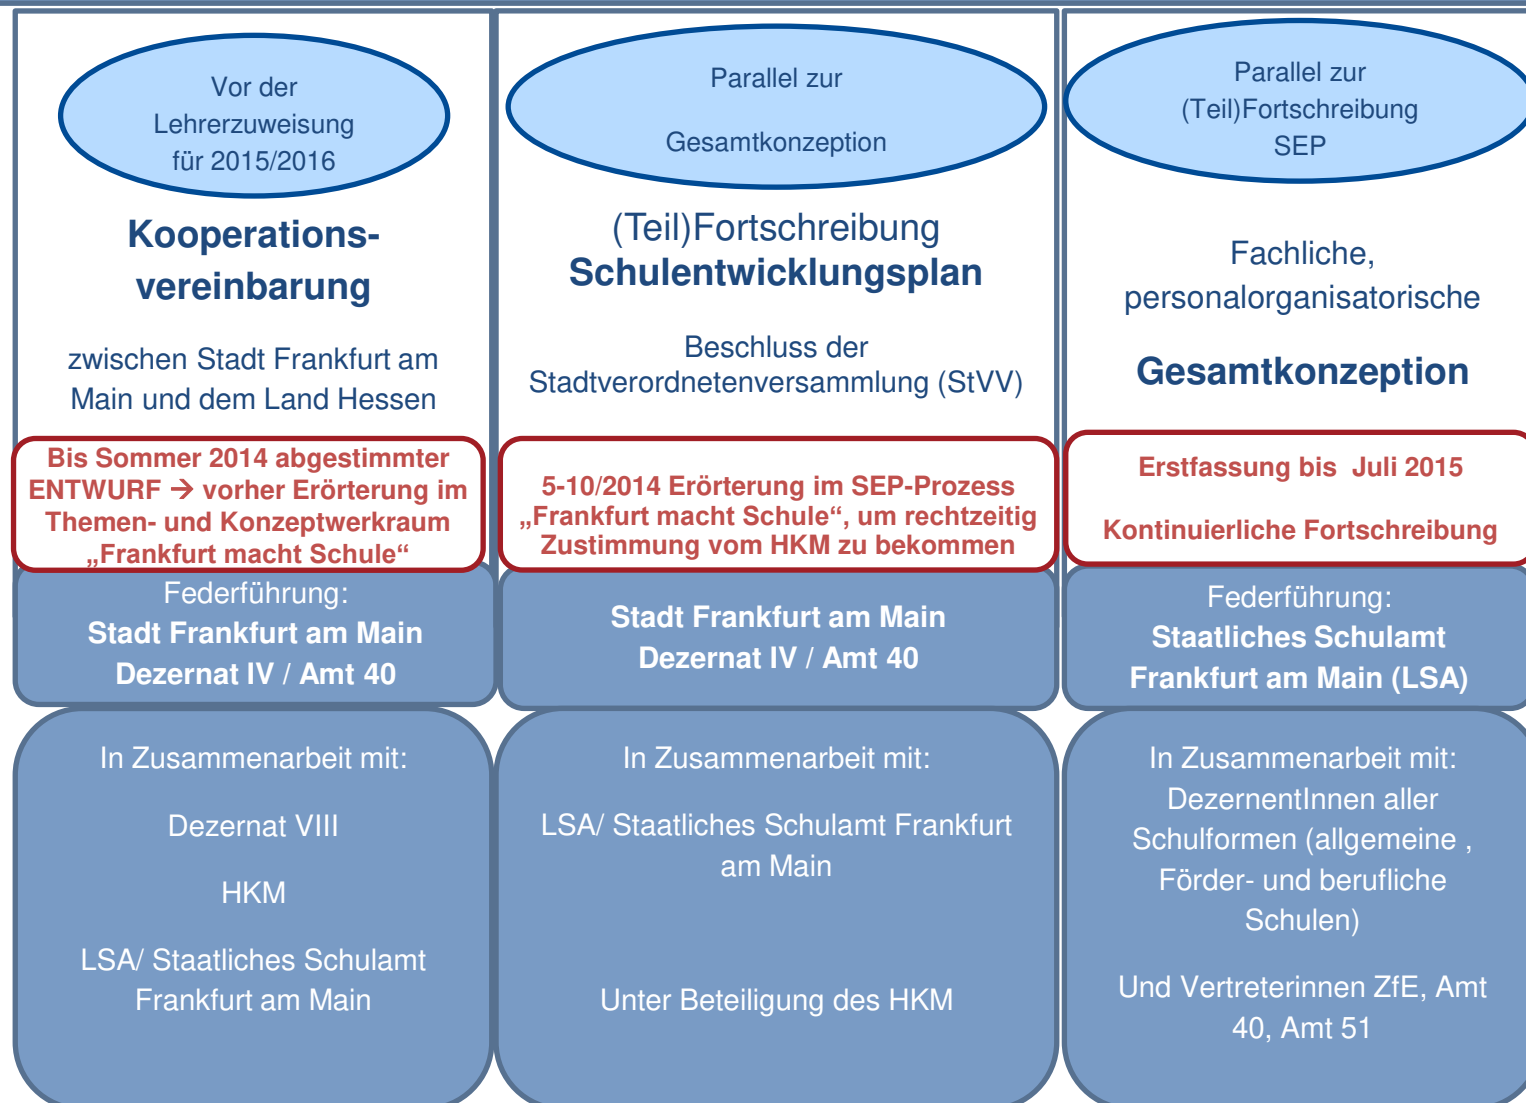 Vor der
Lehrerzuweisung
für 2015/2016
Kooperations-
vereinbarung
zwischen Stadt Frankfurt am
Main und dem Land Hessen
Bis Sommer 2014 abgestimmter
ENTWURF → vorher Erörterung im
Themen- und Konzeptwerkraum
„Frankfurt macht Schule“
Federführung:
Stadt Frankfurt am Main
Dezernat IV / Amt 40
In Zusammenarbeit mit:
Dezernat VIII
HKM
LSA/ Staatliches Schulamt
Frankfurt am Main
Parallel zur
Gesamtkonzeption
(Teil)Fortschreibung
Schulentwicklungsplan
Beschluss der
Stadtverordnetenversammlung (StVV)
5-10/2014 Erörterung im SEP-Prozess
„Frankfurt macht Schule“, um rechtzeitig
Zustimmung vom HKM zu bekommen
Stadt Frankfurt am Main
Dezernat IV / Amt 40
In Zusammenarbeit mit:
LSA/ Staatliches Schulamt Frankfurt
am Main
Unter Beteiligung des HKM
Parallel zur
(Teil)Fortschreibung
SEP
Fachliche,
personalorganisatorische
Gesamtkonzeption
Erstfassung bis Juli 2015
Kontinuierliche Fortschreibung
Federführung:
Staatliches Schulamt
Frankfurt am Main (LSA)
In Zusammenarbeit mit:
DezernentInnen aller
Schulformen (allgemeine ,
Förder- und berufliche
Schulen)
Und Vertreterinnen ZfE, Amt
40, Amt 51